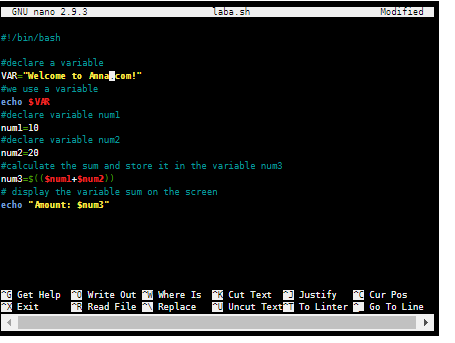 GNU nano 2.9.3 laba.sh Modified
#!/bin/bash
#declare a variable
VAR="Welcome to Anna.com!"
#we use a variable
echo $VAR
#declare variable num1
num1=10
#declare variable num2
num2=20
#calculate the sum and store it in the variable num3
num3=$(($num1+$num2))
# display the variable sum on the screen
echo "Amount: $num3"
^G Get Help ^O Write Out ^W Where Is ^K Cut Text ^J Justify ^C Cur Pos
^X Exit ^R Read File ^\ Replace ^U Uncut Text ^T To Linter ^_ Go To Line